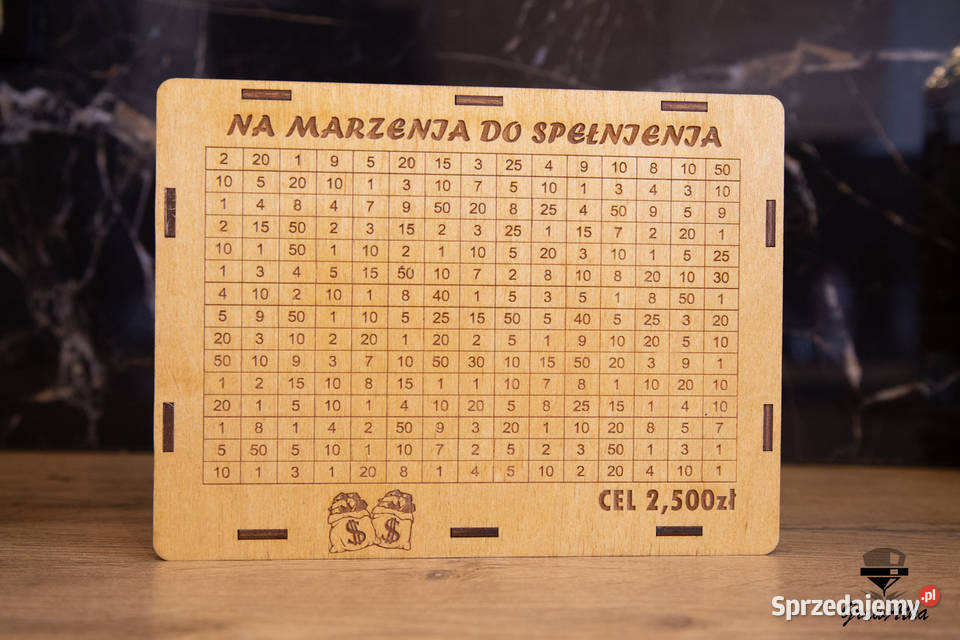 NA MARZENIA DO SPEŁNIENIA
2 20 1 9 5 20 15 3 25 4 9 10 8 10 50
10 5 20 10 1 3 10 7 5 10 1 3 4 3 10
1 4 8 4 7 9 50 20 8 25 4 50 9 5 9
2 15 50 2 3 15 2 3 25 1 15 7 2 20 1
10 1 50 1 10 2 1 10 5 20 3 10 1 5 25
1 3 4 5 15 50 10 7 2 8 10 8 20 10 30
4 10 2 10 1 8 40 1 5 3 5 1 8 50 1
5 9 50 1 10 5 25 15 50 5 40 5 25 3 20
20 3 10 2 20 1 20 2 5 1 9 10 20 5 10
50 10 9 3 7 10 50 30 10 15 50 20 3 9 1
1 2 15 10 8 15 1 1 10 7 8 1 10 20 10
20 1 5 10 1 4 10 20 5 8 25 15 1 4 10
1 8 1 4 2 50 9 3 20 1 10 20 8 5 7
5 50 5 10 1 10 7 2 5 2 3 50 1 3 1
10 1 3 1 20 8 1 4 5 10 2 20 4 10 1
$ $
CEL 2,500zł
Sprzedajemy.pl